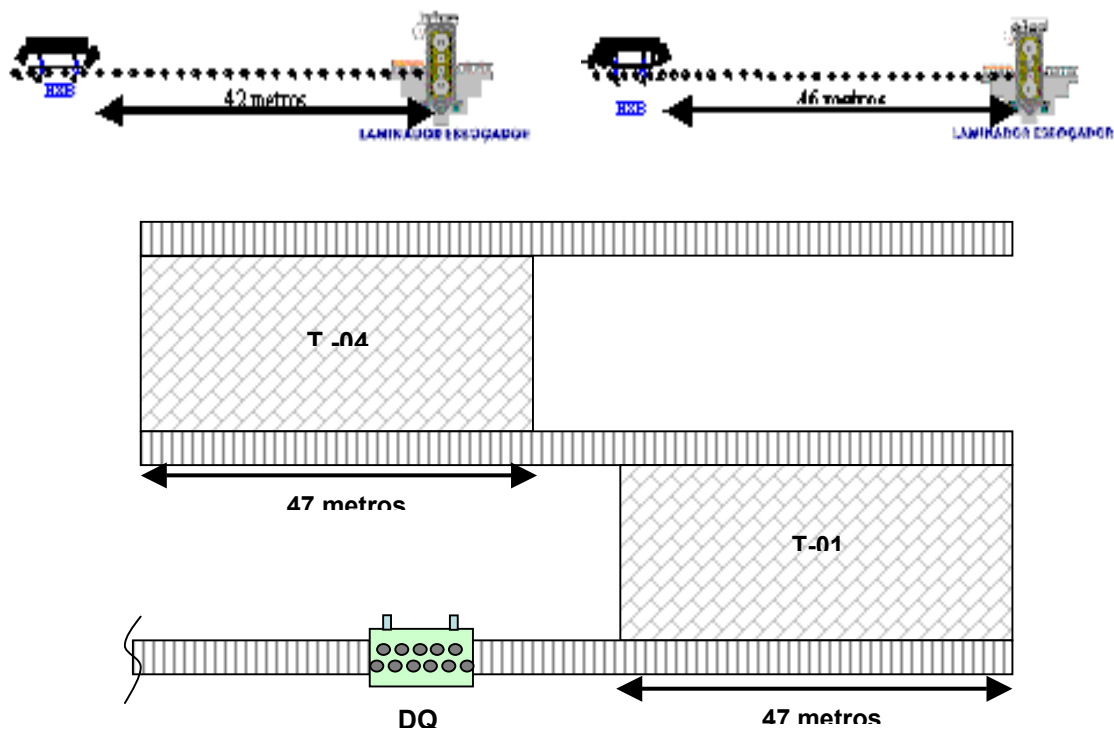 42 metros
LAMINADOR ESBOÇADOR
46 metros
LAMINADOR ESBOÇADOR
T -04
47 metros
T-01
DQ
47 metros